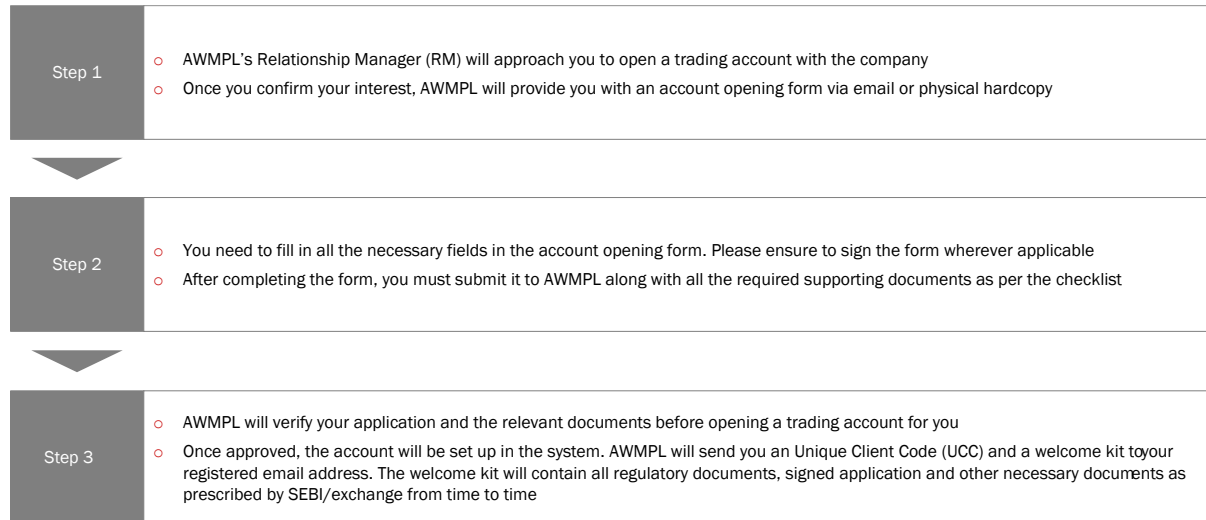 Step 1
AWMPL’s Relationship Manager (RM) will approach you to open a trading account with the company
Once you confirm your interest, AWMPL will provide you with an account opening form via email or physical hardcopy
Step 2
You need to fill in all the necessary fields in the account opening form. Please ensure to sign the form wherever applicable
After completing the form, you must submit it to AWMPL along with all the required supporting documents as per the checklist
Step 3
AWMPL will verify your application and the relevant documents before opening a trading account for you
Once approved, the account will be set up in the system. AWMPL will send you an Unique Client Code (UCC) and a welcome kit toyour
registered email address. The welcome kit will contain all regulatory documents, signed application and other necessary documents as
prescribed by SEBI/exchange from time to time